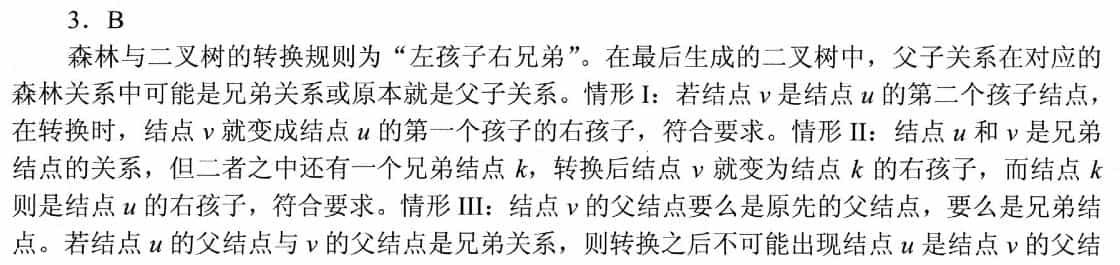 3．B
森林与二叉树的转换规则为“左孩子右兄弟”。在最后生成的二叉树中，父子关系在对应的
森林关系中可能是兄弟关系或原本就是父子关系。情形 I：若结点 v 是结点 u 的第二个孩子结点，
在转换时，结点 v 就变成结点 u 的第一个孩子的右孩子，符合要求。情形 II：结点 u 和 v 是兄弟
结点的关系，但二者之中还有一个兄弟结点 k，转换后结点 v 就变为结点 k 的右孩子，而结点 k
则是结点 u 的右孩子，符合要求。情形 III：结点 v 的父结点要么是原先的父结点，要么是兄弟结
点。若结点 u 的父结点与 v 的父结点是兄弟关系，则转换之后不可能出现结点 u 是结点 v 的父结